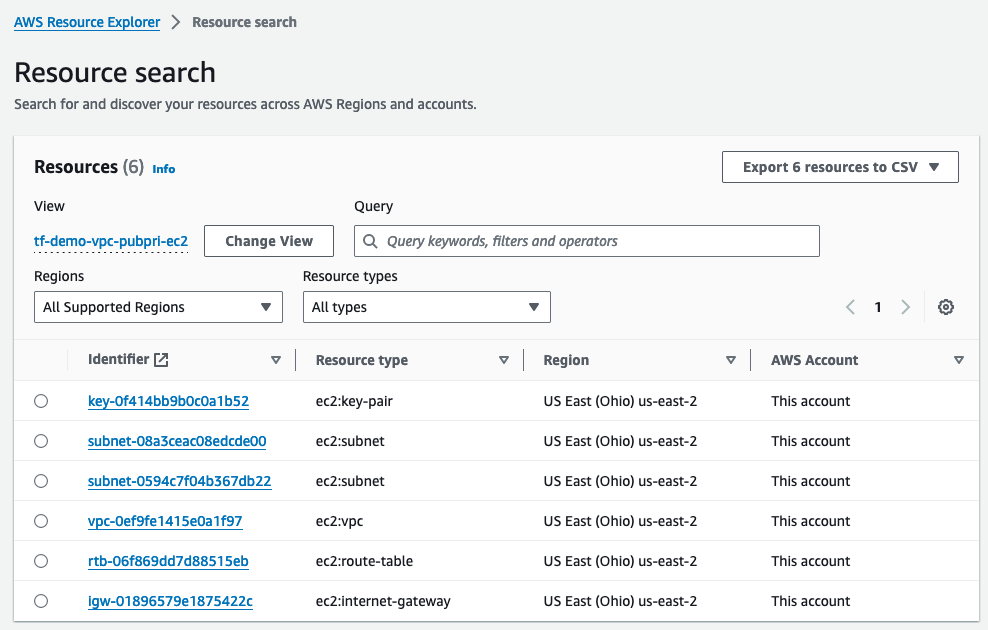 AWS Resource Explorer > Resource search
Resource search
Search for and discover your resources across AWS Regions and accounts.
Resources (6) Info
Export 6 resources to CSV
View
Query
tf-demo-vpc-pubpri-ec2
Change View
Query keywords, filters and operators
Regions
Resource types
All Supported Regions
All types
1
Identifier Resource type Region AWS Account
key-0f414bb9b0c0a1b52 ec2:key-pair US East (Ohio) us-east-2 This account
subnet-08a3ceac08edcde00 ec2:subnet US East (Ohio) us-east-2 This account
subnet-0594c7f04b367db22 ec2:subnet US East (Ohio) us-east-2 This account
vpc-0ef9fe1415e0a1f97 ec2:vpc US East (Ohio) us-east-2 This account
rtb-06f869dd7d88515eb ec2:route-table US East (Ohio) us-east-2 This account
igw-01896579e1875422c ec2:internet-gateway US East (Ohio) us-east-2 This account